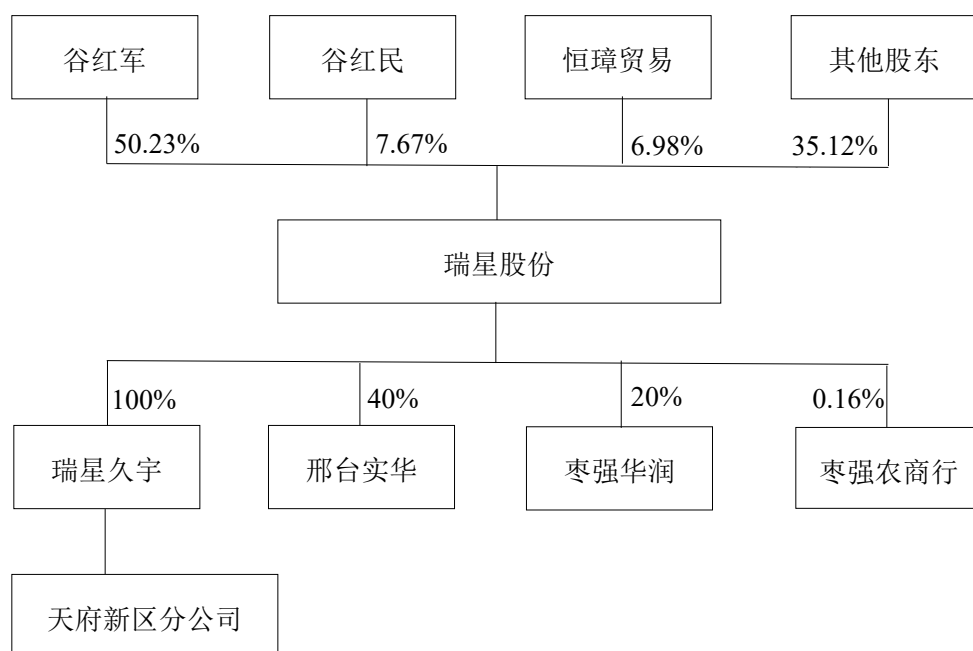 谷红军
谷红民
恒璋贸易
其他股东
50.23%
7.67%
6.98%
35.12%
瑞星股份
100%
40%
20%
0.16%
瑞星久宇
邢台实华
枣强华润
枣强农商行
天府新区分公司